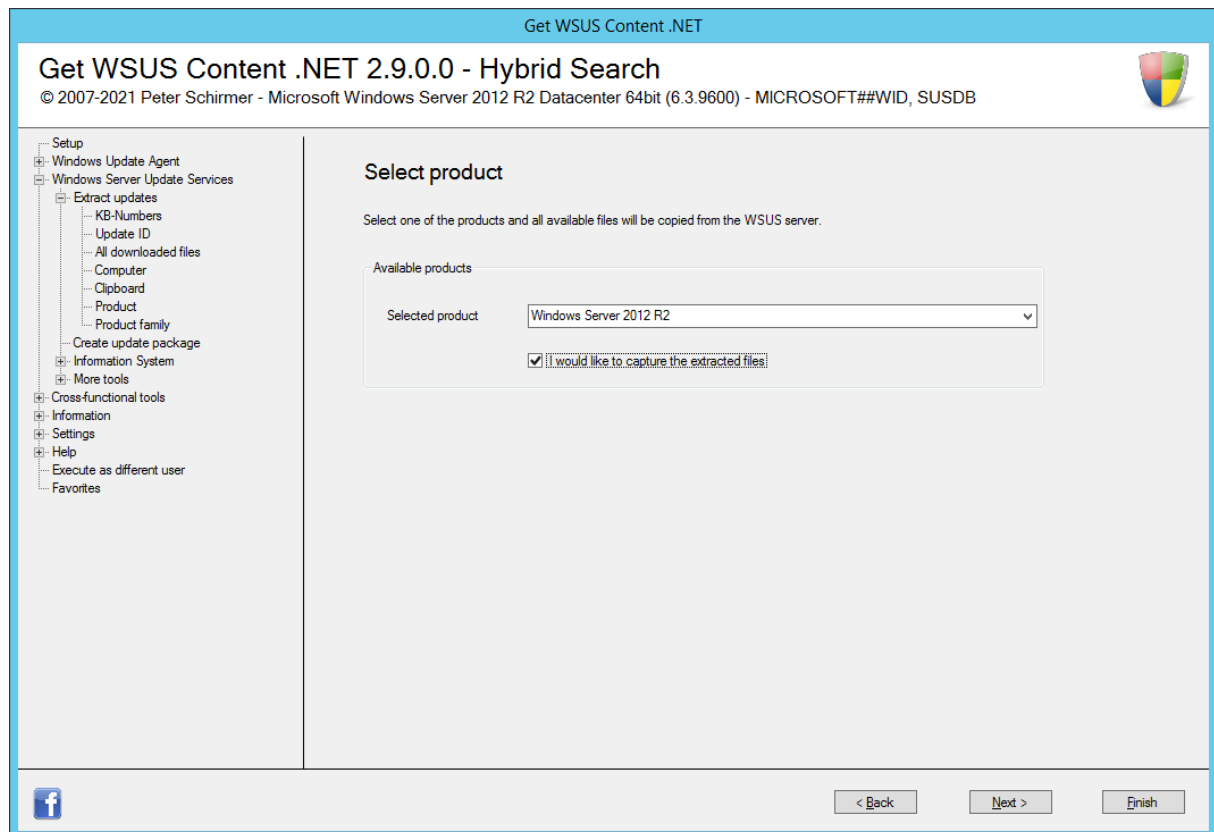 Get WSUS Content .NET
Get WSUS Content .NET 2.9.0.0 - Hybrid Search
© 2007-2021 Peter Schirmer - Microsoft Windows Server 2012 R2 Datacenter 64bit (6.3.9600) - MICROSOFT##WID, SUSDB
Setup
Windows Update Agent
Windows Server Update Services
Extract updates
KB-Numbers
Update ID
All downloaded files
Computer
Clipboard
Product
Product family
Create update package
Information System
More tools
Cross-functional tools
Information
Settings
Help
Execute as different user
Favorites
Select product
Select one of the products and all available files will be copied from the WSUS server.
Available products
Selected product
Windows Server 2012 R2
I would like to capture the extracted files
f
< Back
Next >
Finish